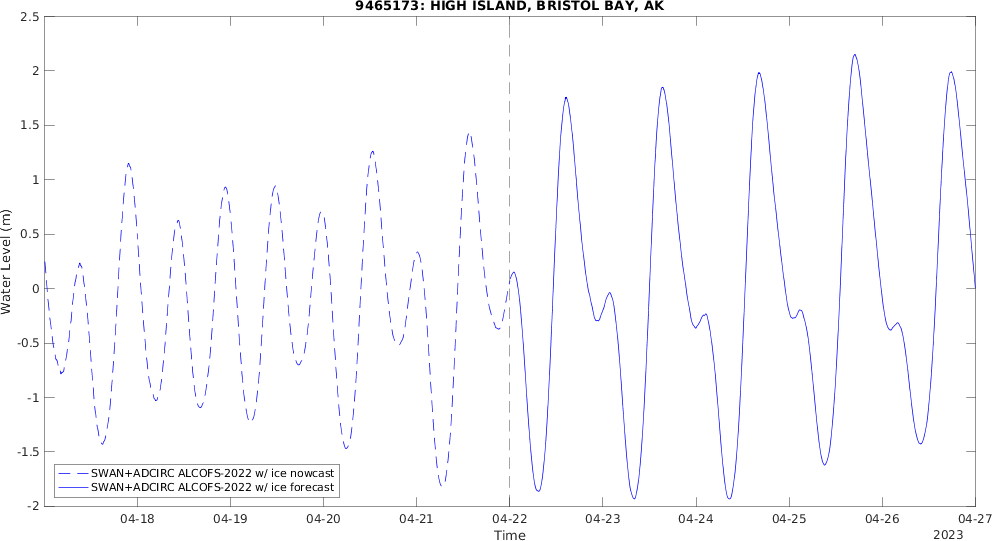 9465173: HIGH ISLAND, BRISTOL BAY, AK
2.5
2
1.5
1
0.5
0
-0.5
-1
-1.5
-2
Water Level (m)
SWAN+ADCIRC ALCOFS-2022 w/ ice nowcast
SWAN+ADCIRC ALCOFS-2022 w/ ice forecast
04-18 04-19 04-20 04-21 04-22 04-23 04-24 04-25 04-26 04-27
Time
2023